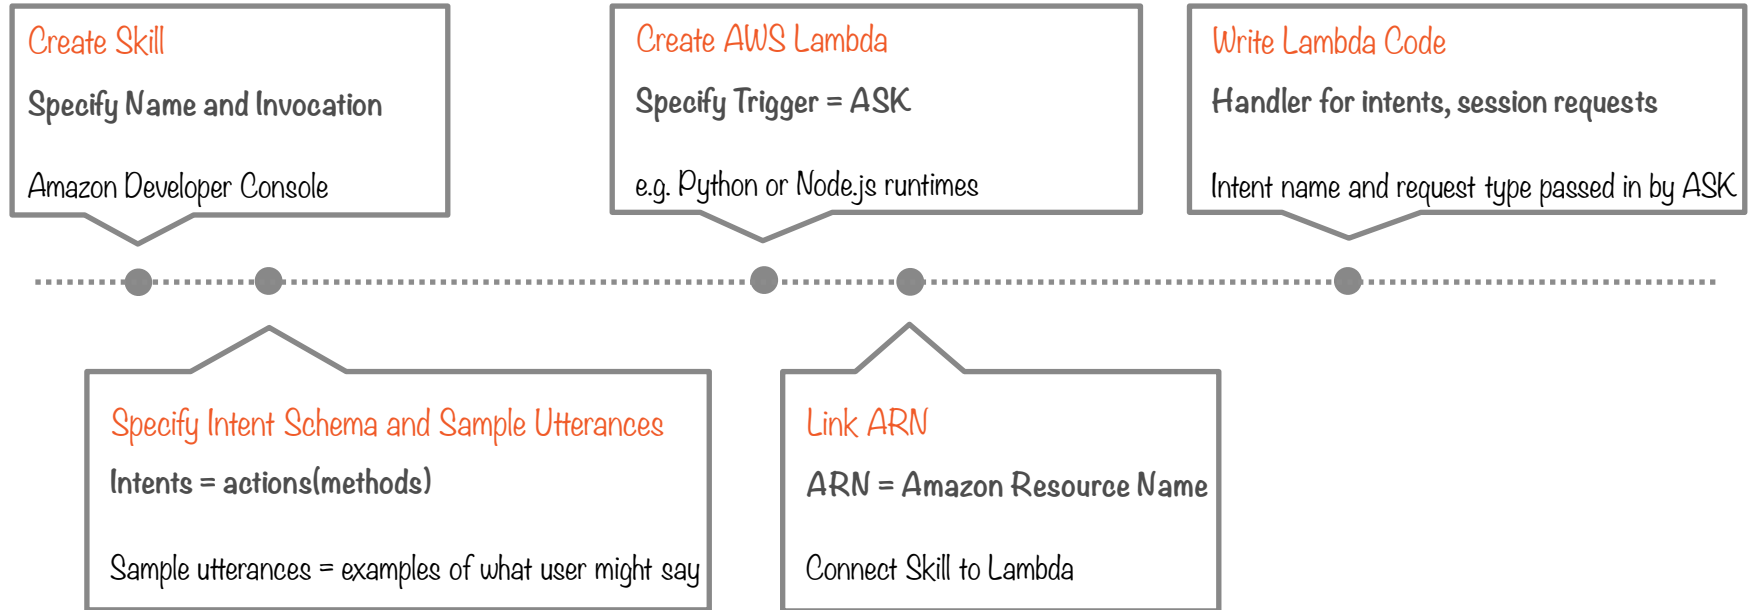 Create Skill
Specify Name and Invocation
Amazon Developer Console
Create AWS Lambda
Specify Trigger = ASK
e.g. Python or Node.js runtimes
Write Lambda Code
Handler for intents, session requests
Intent name and request type passed in by ASK
Specify Intent Schema and Sample Utterances
Intents = actions(methods)
Sample utterances = examples of what user might say
Link ARN
ARN = Amazon Resource Name
Connect Skill to Lambda